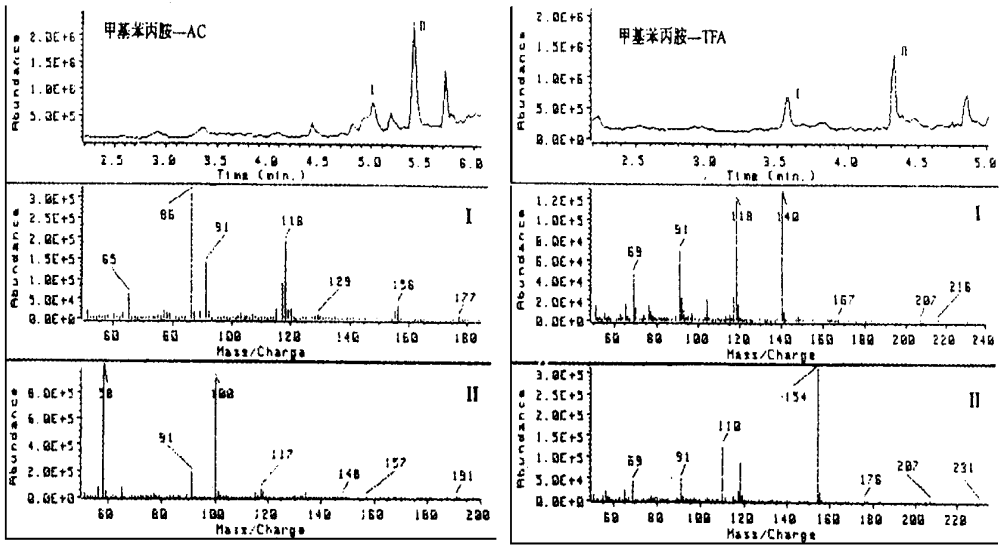 甲基苯丙胺—AC
Abundance
2.0E+6
1.5E+6
1.0E+6
5.0E+5
I
II
2.5 3.0 3.5 4.0 4.5 5.0 5.5 6.0
Time (min.)
甲基苯丙胺—TFA
Abundance
2.0E+6
1.5E+6
1.0E+6
5.0E+5
0.0E+0
I
II
2.5 3.0 3.5 4.0 4.5 5.0
Time (min.)
Abundance
3.0E+5
2.5E+5
2.0E+5
1.5E+5
1.0E+5
5.0E+4
0.0E+0
65 86 91 118 129 156 177
I
60 80 100 120 140 160 180
Mass/Charge
Abundance
1.2E+5
1.0E+5
8.0E+4
6.0E+4
4.0E+4
2.0E+4
0.0E+0
69 91 118 140 167 207 216
I
60 80 100 120 140 160 180 200 220 240
Mass/Charge
Abundance
8.0E+5
6.0E+5
4.0E+5
2.0E+5
0.0E+0
58 91 100 117 148 157 191
II
60 80 100 120 140 160 180 200
Mass/Charge
Abundance
3.0E+5
2.5E+5
2.0E+5
1.5E+5
1.0E+5
5.0E+4
0.0E+0
69 91 110 154 176 207 231
II
60 80 100 120 140 160 180 200 220
Mass/Charge